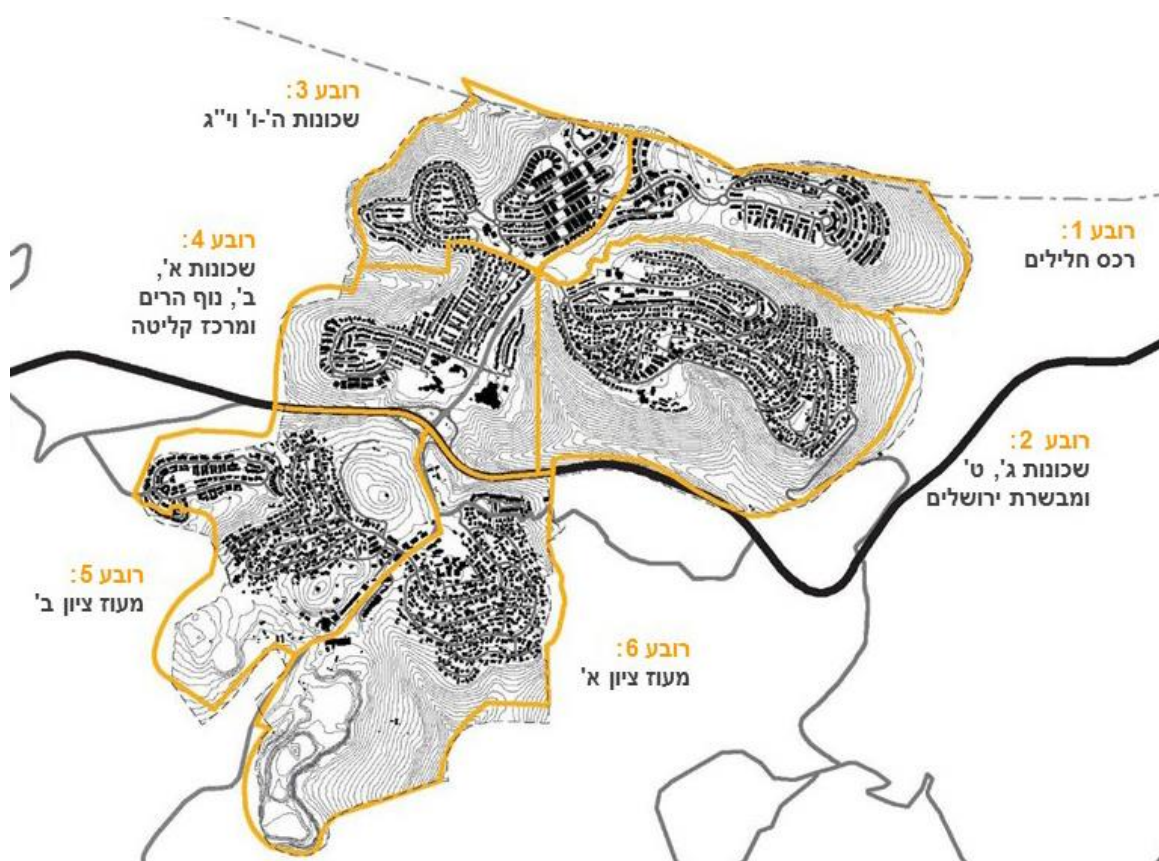 רובע 3:
שכונות ה'-ו' וי"ג
רובע 1:
רכס חלילים
רובע 4:
שכונות א',
ב', נוף הרים
ומרכז קליטה
רובע 2:
שכונות ג', ט'
ומבשרת ירושלים
רובע 5:
מעוז ציון ב'
רובע 6:
מעוז ציון א'